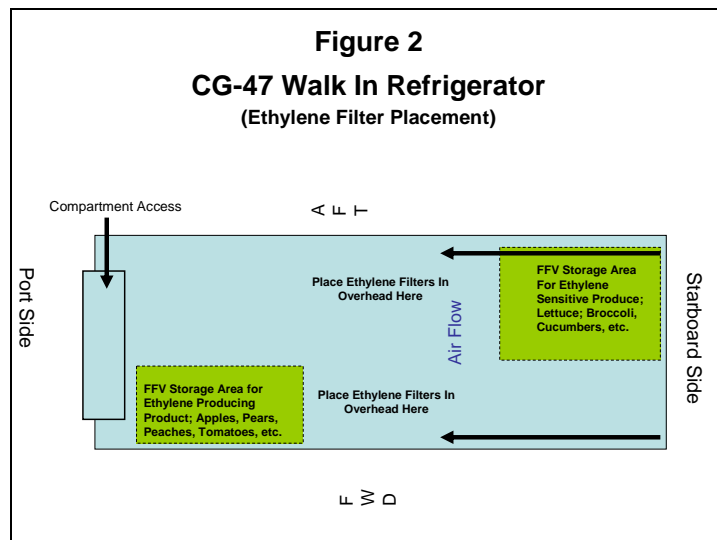 Figure 2
CG-47 Walk In Refrigerator
(Ethylene Filter Placement)
Compartment Access
AFT
Port Side
Place Ethylene Filters In
Overhead Here
Air Flow
FFV Storage Area
For Ethylene
Sensitive Produce;
Lettuce; Broccoli,
Cucumbers, etc.
Starboard Side
FFV Storage Area for
Ethylene Producing
Product; Apples, Pears,
Peaches, Tomatoes, etc.
Place Ethylene Filters In
Overhead Here
FWD